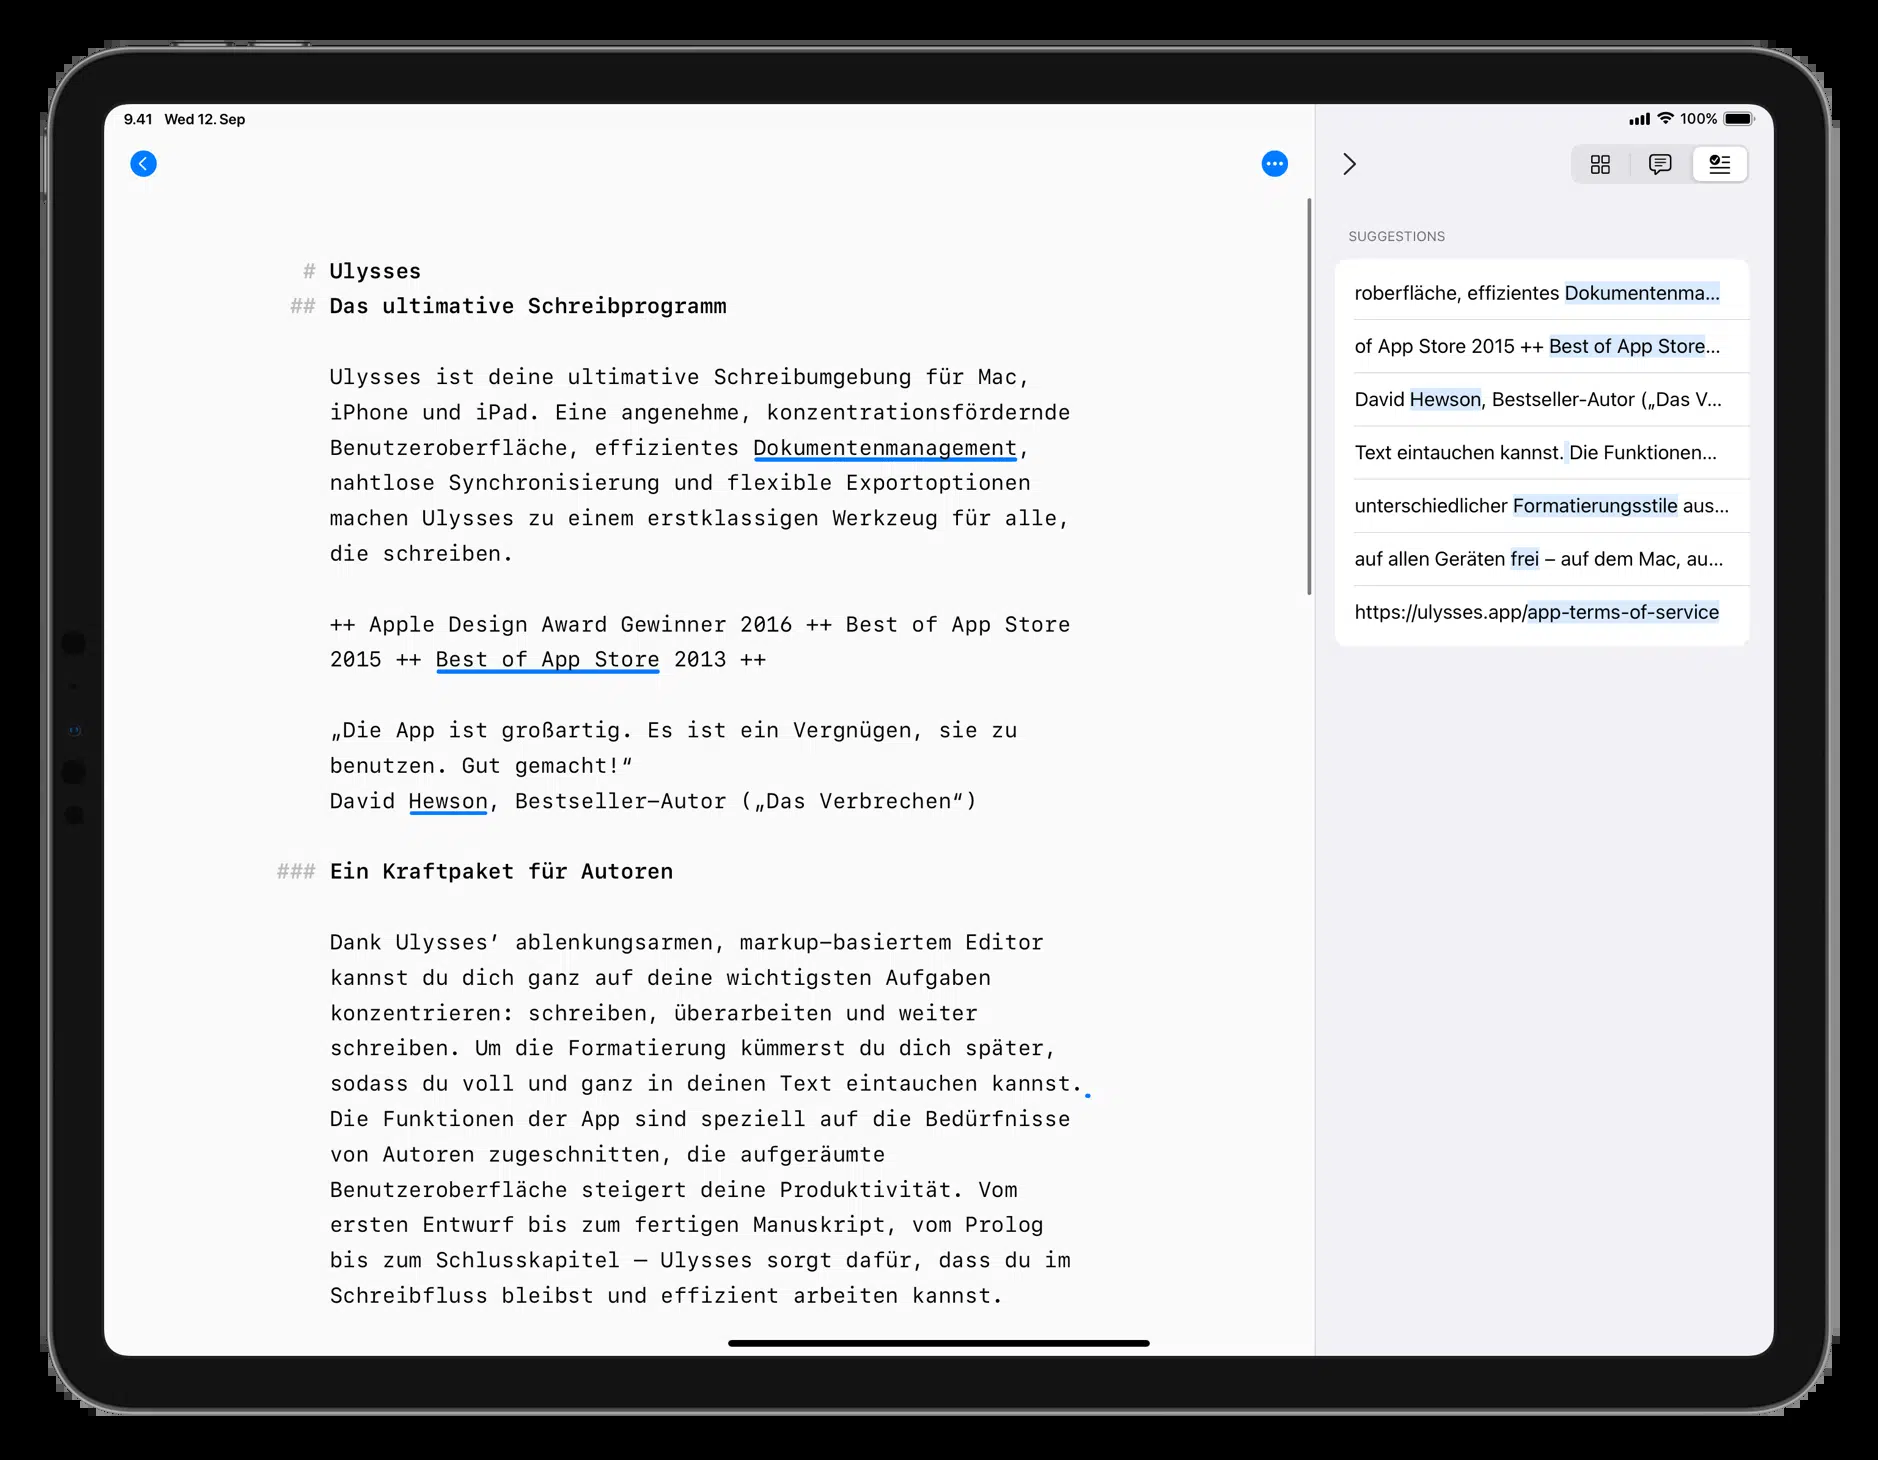 9.41 Wed 12. Sep
100%
# Ulysses
## Das ultimative Schreibprogramm
Ulysses ist deine ultimative Schreibumgebung für Mac,
iPhone und iPad. Eine angenehme, konzentrationsfördernde
Benutzeroberfläche, effizientes Dokumentenmanagement,
nahtlose Synchronisierung und flexible Exportoptionen
machen Ulysses zu einem erstklassigen Werkzeug für alle,
die schreiben.
++ Apple Design Award Gewinner 2016 ++ Best of App Store
2015 ++ Best of App Store 2013 ++
„Die App ist großartig. Es ist ein Vergnügen, sie zu
benutzen. Gut gemacht!“
David Hewson, Bestseller-Autor („Das Verbrechen“)
### Ein Kraftpaket für Autoren
Dank Ulysses’ ablenkungsarmen, markup-basiertem Editor
kannst du dich ganz auf deine wichtigsten Aufgaben
konzentrieren: schreiben, überarbeiten und weiter
schreiben. Um die Formatierung kümmerst du dich später,
sodass du voll und ganz in deinen Text eintauchen kannst.
Die Funktionen der App sind speziell auf die Bedürfnisse
von Autoren zugeschnitten, die aufgeräumte
Benutzeroberfläche steigert deine Produktivität. Vom
ersten Entwurf bis zum fertigen Manuskript, vom Prolog
bis zum Schlusskapitel – Ulysses sorgt dafür, dass du im
Schreibfluss bleibst und effizient arbeiten kannst.
SUGGESTIONS
roberfläche, effizientes Dokumentenma...
of App Store 2015 ++ Best of App Store...
David Hewson, Bestseller-Autor („Das V...
Text eintauchen kannst. Die Funktionen...
unterschiedlicher Formatierungsstile aus...
auf allen Geräten frei – auf dem Mac, au...
https://ulysses.app/app-terms-of-service